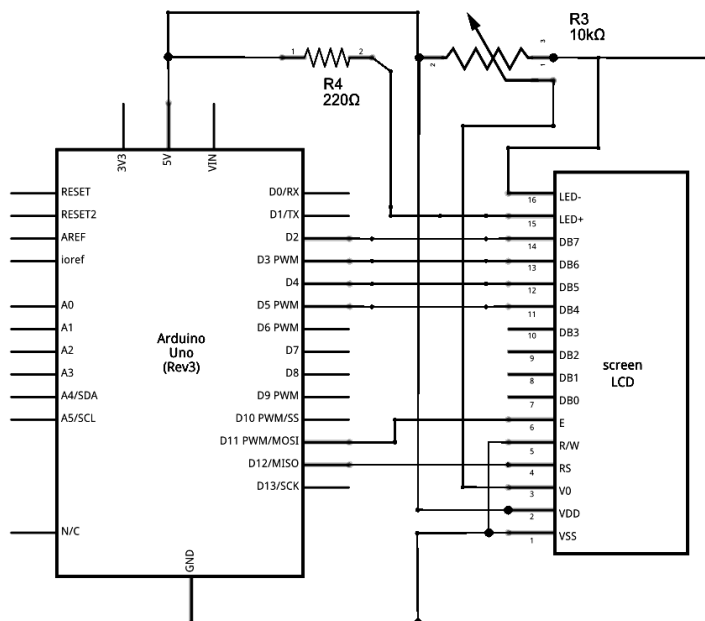 R3
10kΩ
1
2
2
3
1
R4
220Ω
3V3
5V
VIN
RESET
RESET2
AREF
ioref
A0
A1
A2
A3
A4/SDA
A5/SCL
N/C
Arduino
Uno
(Rev3)
GND
D0/RX
D1/TX
D2
D3 PWM
D4
D5 PWM
D6 PWM
D7
D8
D9 PWM
D10 PWM/SS
D11 PWM/MOSI
D12/MISO
D13/SCK
16 LED-
15 LED+
14 DB7
13 DB6
12 DB5
11 DB4
10 DB3
9 DB2
8 DB1
7 DB0
6 E
5 R/W
4 RS
3 V0
2 VDD
1 VSS
screen
LCD